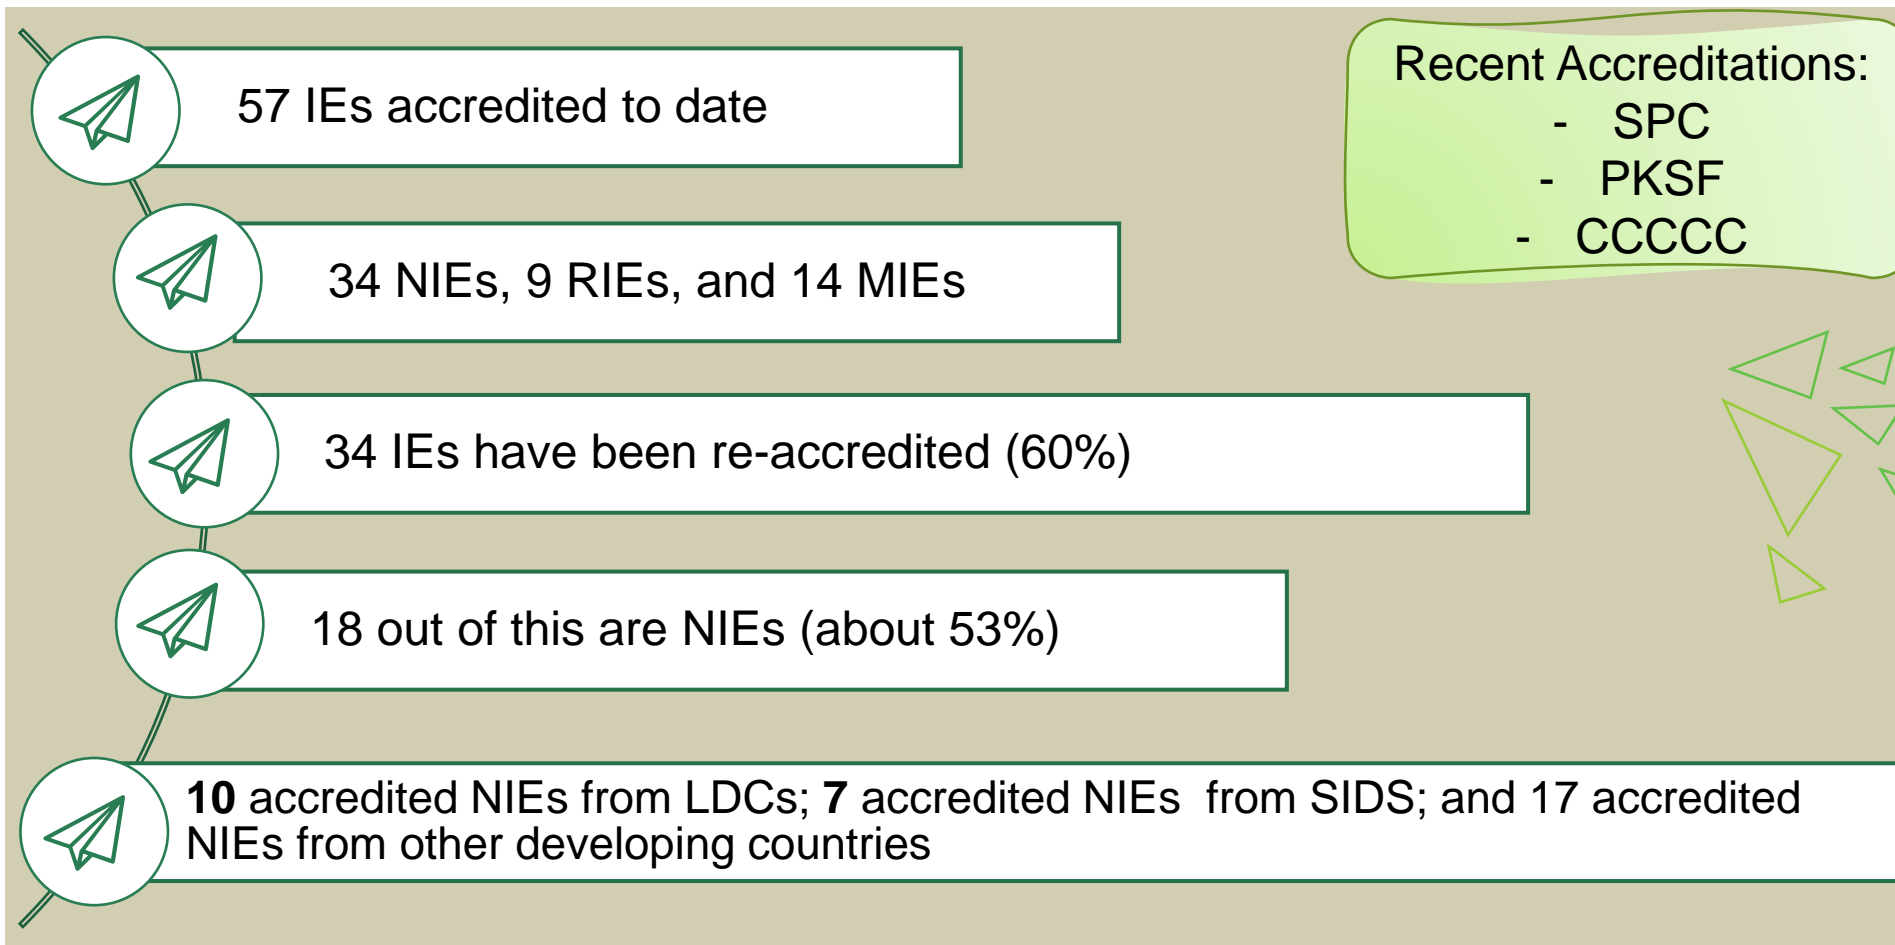 57 IEs accredited to date
34 NIEs, 9 RIEs, and 14 MIEs
34 IEs have been re-accredited (60%)
18 out of this are NIEs (about 53%)
10 accredited NIEs from LDCs; 7 accredited NIEs  from SIDS; and 17 accredited
NIEs from other developing countries
Recent Accreditations:
- SPC
- PKSF
- CCCCC